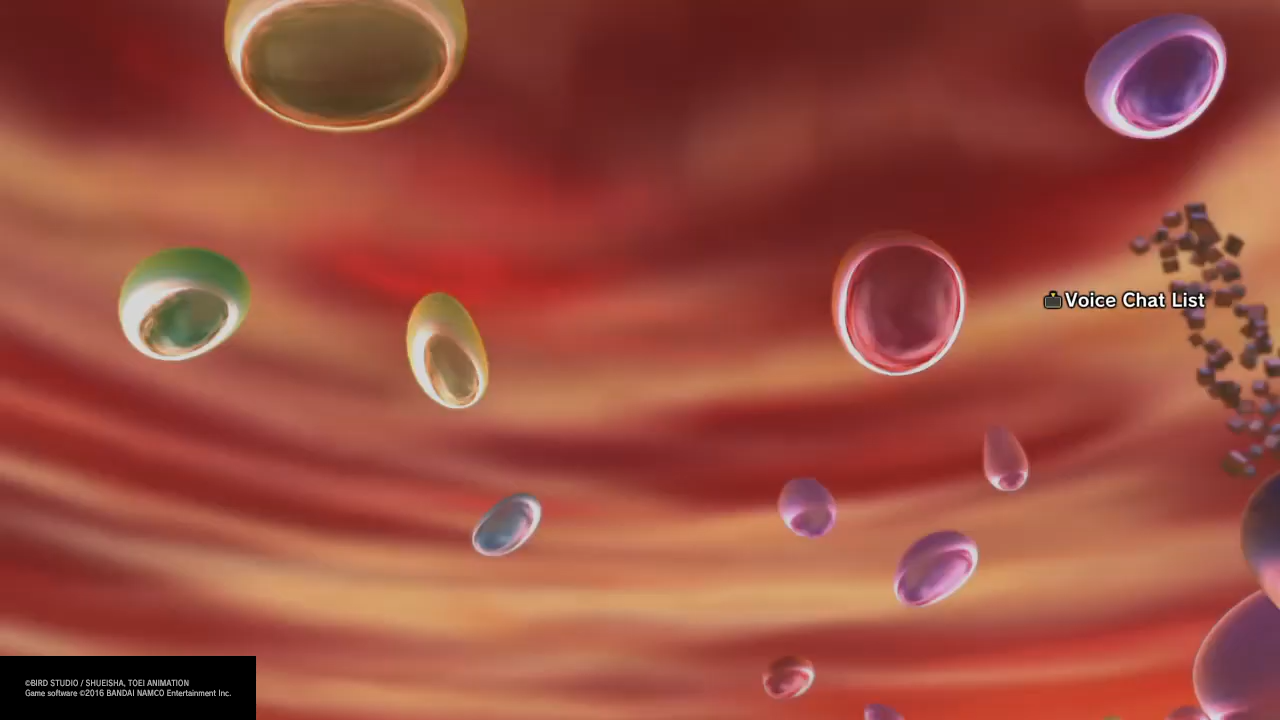 Voice Chat List
©BIRD STUDIO / SHUEISHA, TOEI ANIMATION
Game software ©2016 BANDAI NAMCO Entertainment Inc.